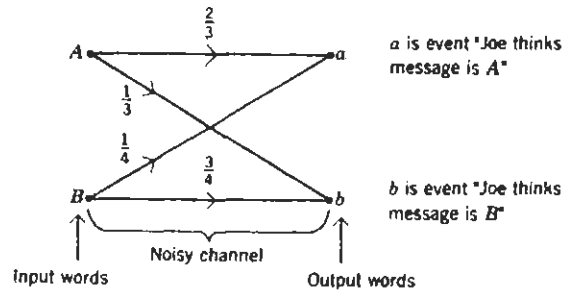 2/3
A
a
a is event "Joe thinks
message is A"
1/3
1/4
3/4
B
b
b is event "Joe thinks
message is B"
Noisy channel
Input words
Output words